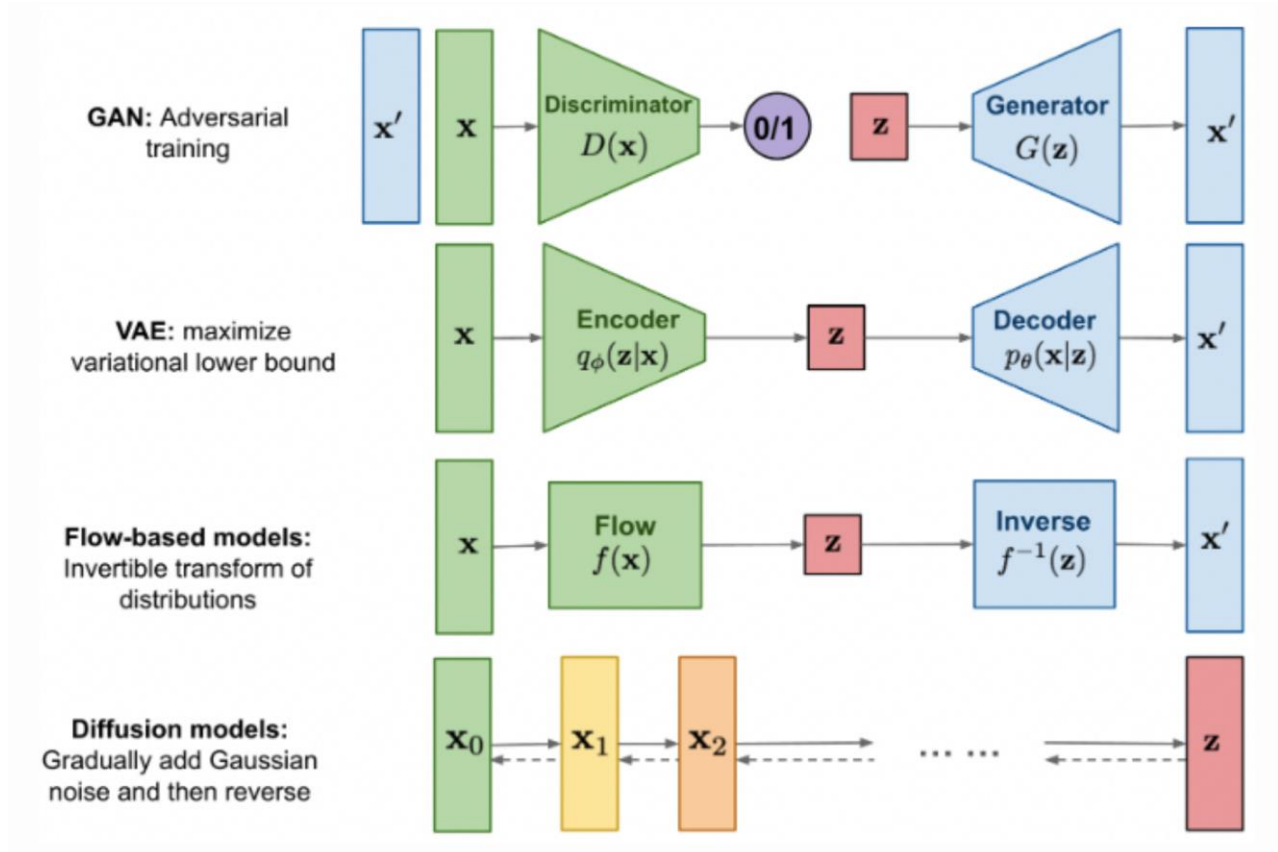 GAN: Adversarial
training
x′
x
Discriminator
D(x)
0/1
z
Generator
G(z)
x′
VAE: maximize
variational lower bound
x
Encoder
qϕ(z|x)
z
Decoder
pθ(x|z)
x′
Flow-based models:
Invertible transform of
distributions
x
Flow
f(x)
z
Inverse
f⁻¹(z)
x′
Diffusion models:
Gradually add Gaussian
noise and then reverse
x₀
x₁
x₂
... ...
z